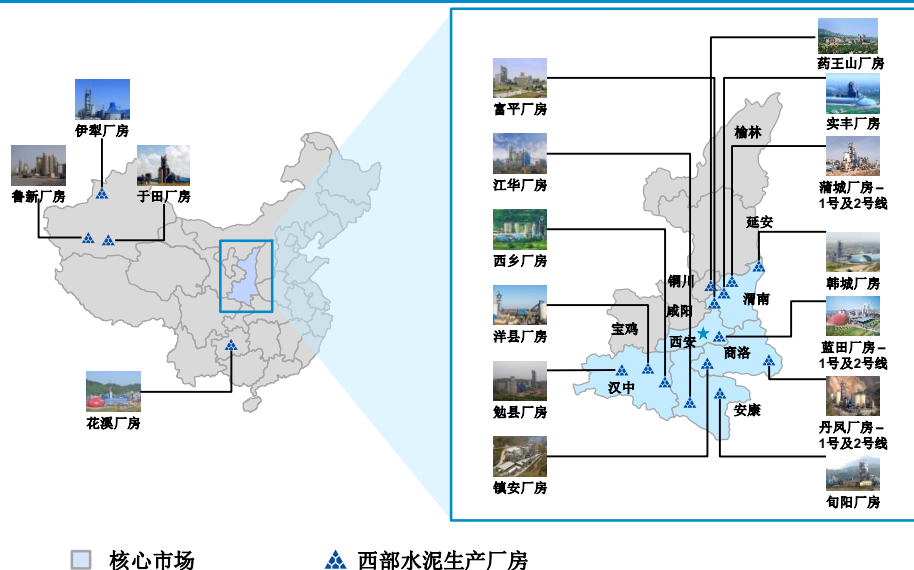 伊犁厂房
鲁新厂房
于田厂房
花溪厂房
富平厂房
江华厂房
西乡厂房
洋县厂房
勉县厂房
镇安厂房
榆林
延安
铜川
咸阳
渭南
宝鸡
西安
商洛
汉中
安康
药王山厂房
实丰厂房
蒲城厂房–
1号及2号线
韩城厂房
蓝田厂房–
1号及2号线
丹凤厂房–
1号及2号线
旬阳厂房
核心市场
西部水泥生产厂房